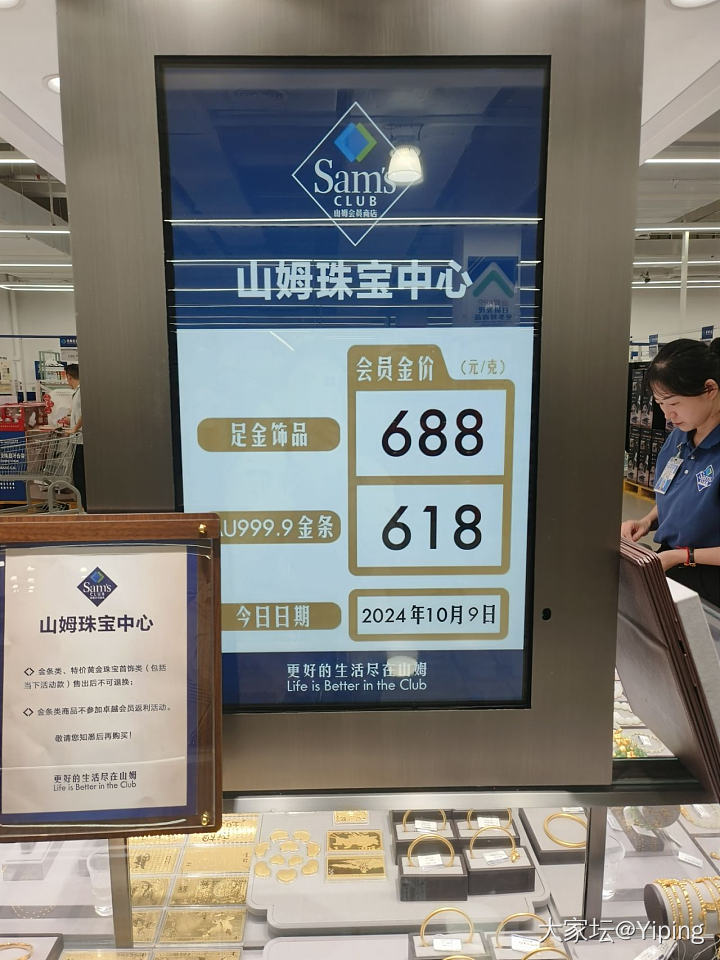 Sam's
CLUB
山姆会员商店
山姆珠宝中心
会员金价 (元/克)
足金饰品
688
AU999.9金条
618
今日日期
2024年10月9日
更好的生活尽在山姆
Life is Better in the Club
Sam's
CLUB
山姆珠宝中心
金条类、特价黄金珠宝首饰类（包括
当下活动款）售出后不可退换；
金条类商品不参加卓越会员返利活动。
敬请您知悉后再购买！
更好的生活尽在山姆
Life is Better in the Club
大家坛@Yiping